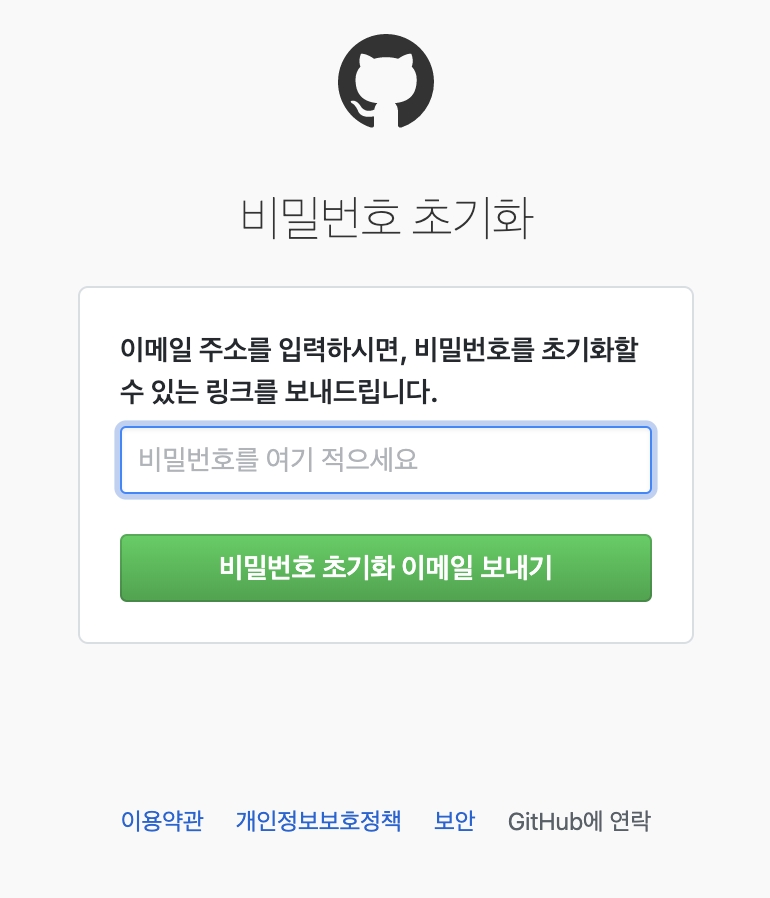 비밀번호 초기화
이메일 주소를 입력하시면, 비밀번호를 초기화할
수 있는 링크를 보내드립니다.
비밀번호를 여기 적으세요
비밀번호 초기화 이메일 보내기
이용약관 개인정보보호정책 보안 GitHub에 연락